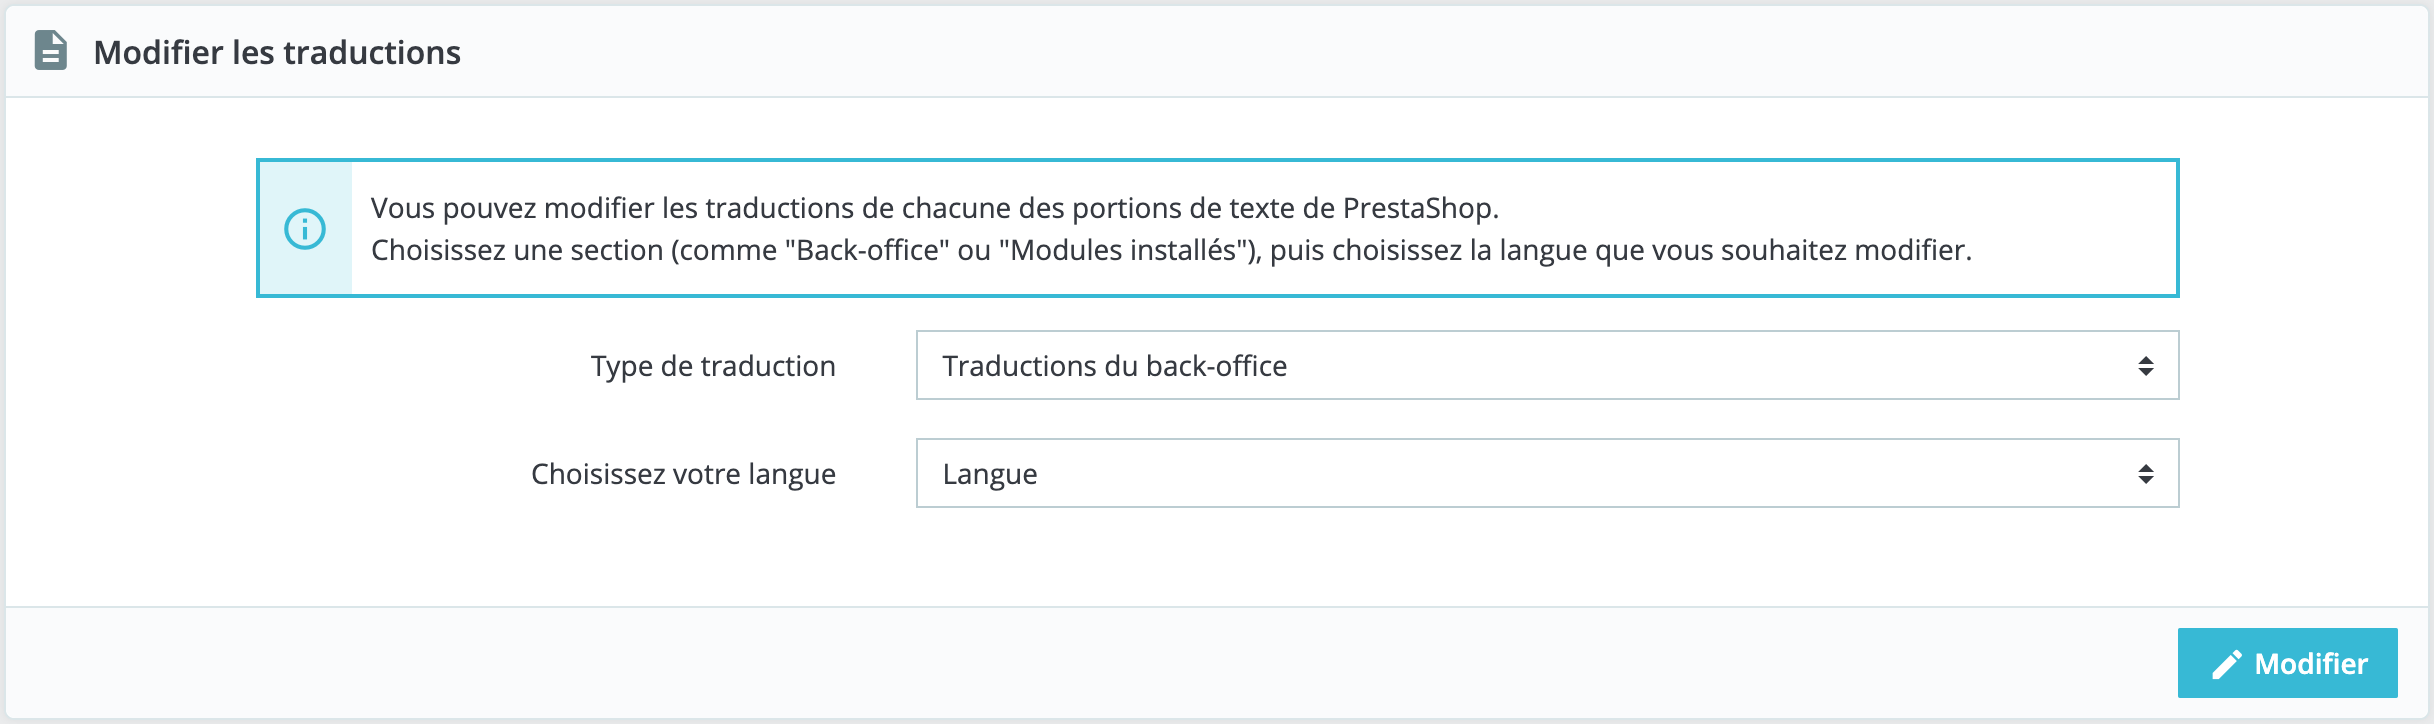 Modifier les traductions
Vous pouvez modifier les traductions de chacune des portions de texte de PrestaShop.
Choisissez une section (comme "Back-office" ou "Modules installés"), puis choisissez la langue que vous souhaitez modifier.
Type de traduction
Traductions du back-office
Choisissez votre langue
Langue
Modifier